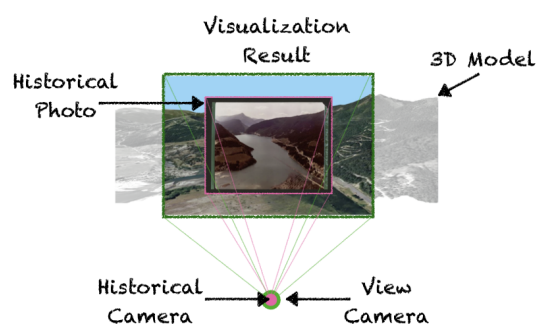 Visualization
Result
3D Model
Historical
Photo
Historical
Camera
View
Camera